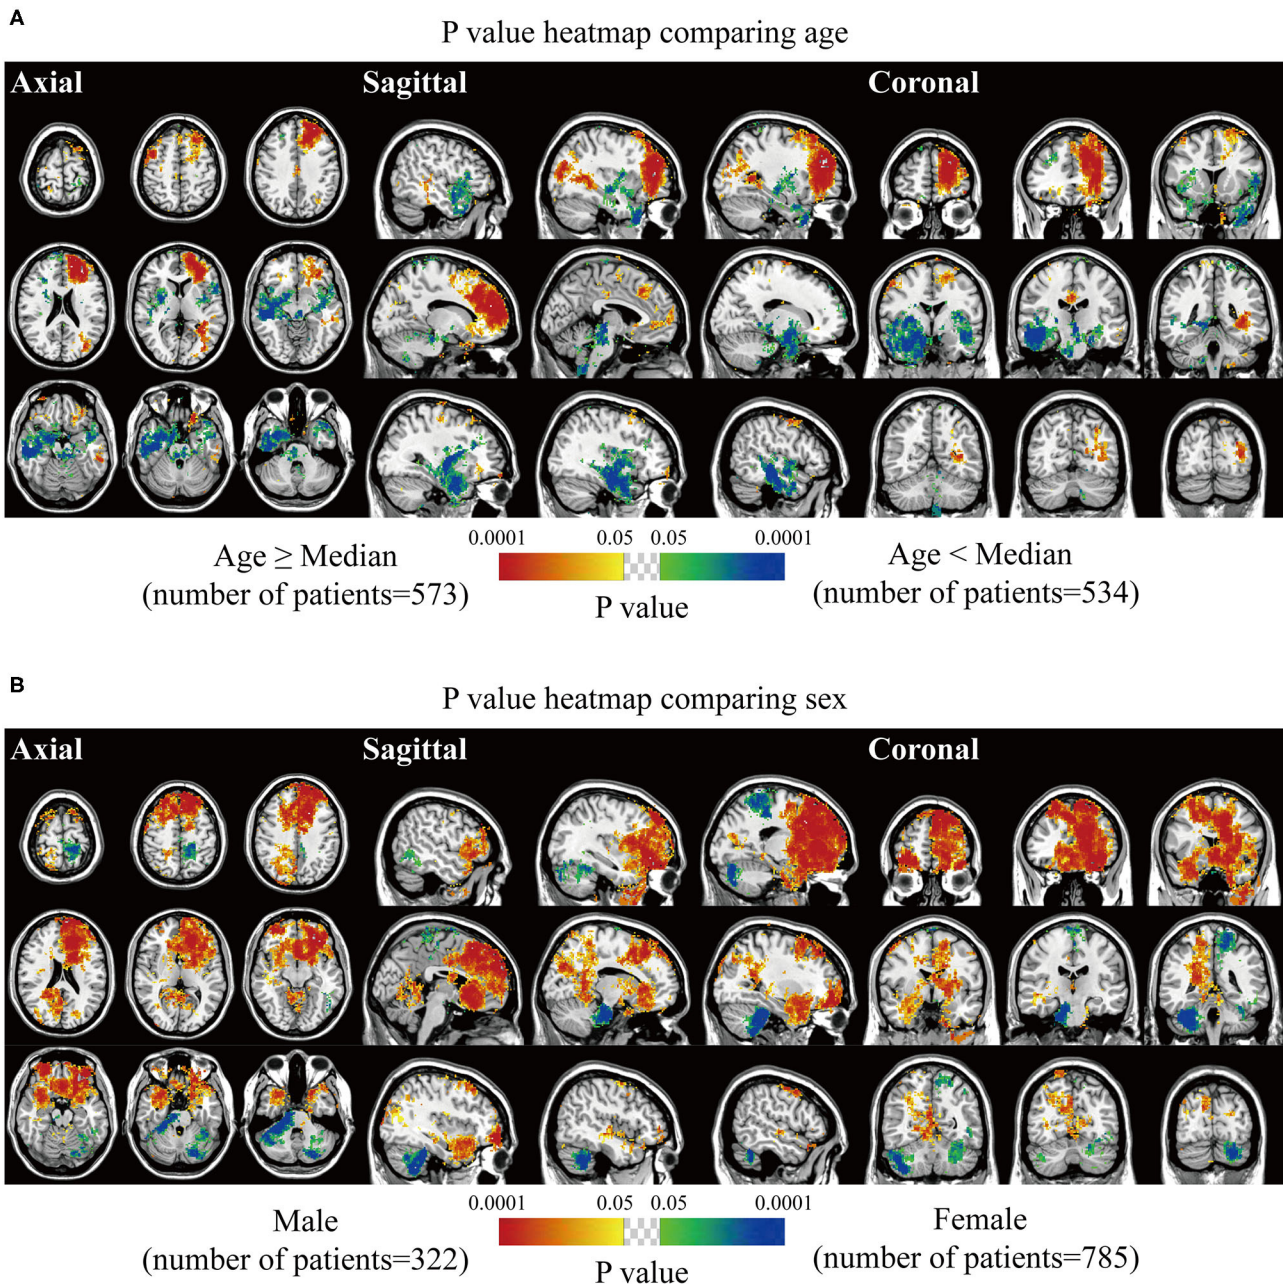 A
P value heatmap comparing age
Axial
Sagittal
Coronal
0.0001 0.05 0.05 0.0001
Age ≥ Median
(number of patients=573)
P value
Age < Median
(number of patients=534)
B
P value heatmap comparing sex
Axial
Sagittal
Coronal
0.0001 0.05 0.05 0.0001
Male
(number of patients=322)
P value
Female
(number of patients=785)